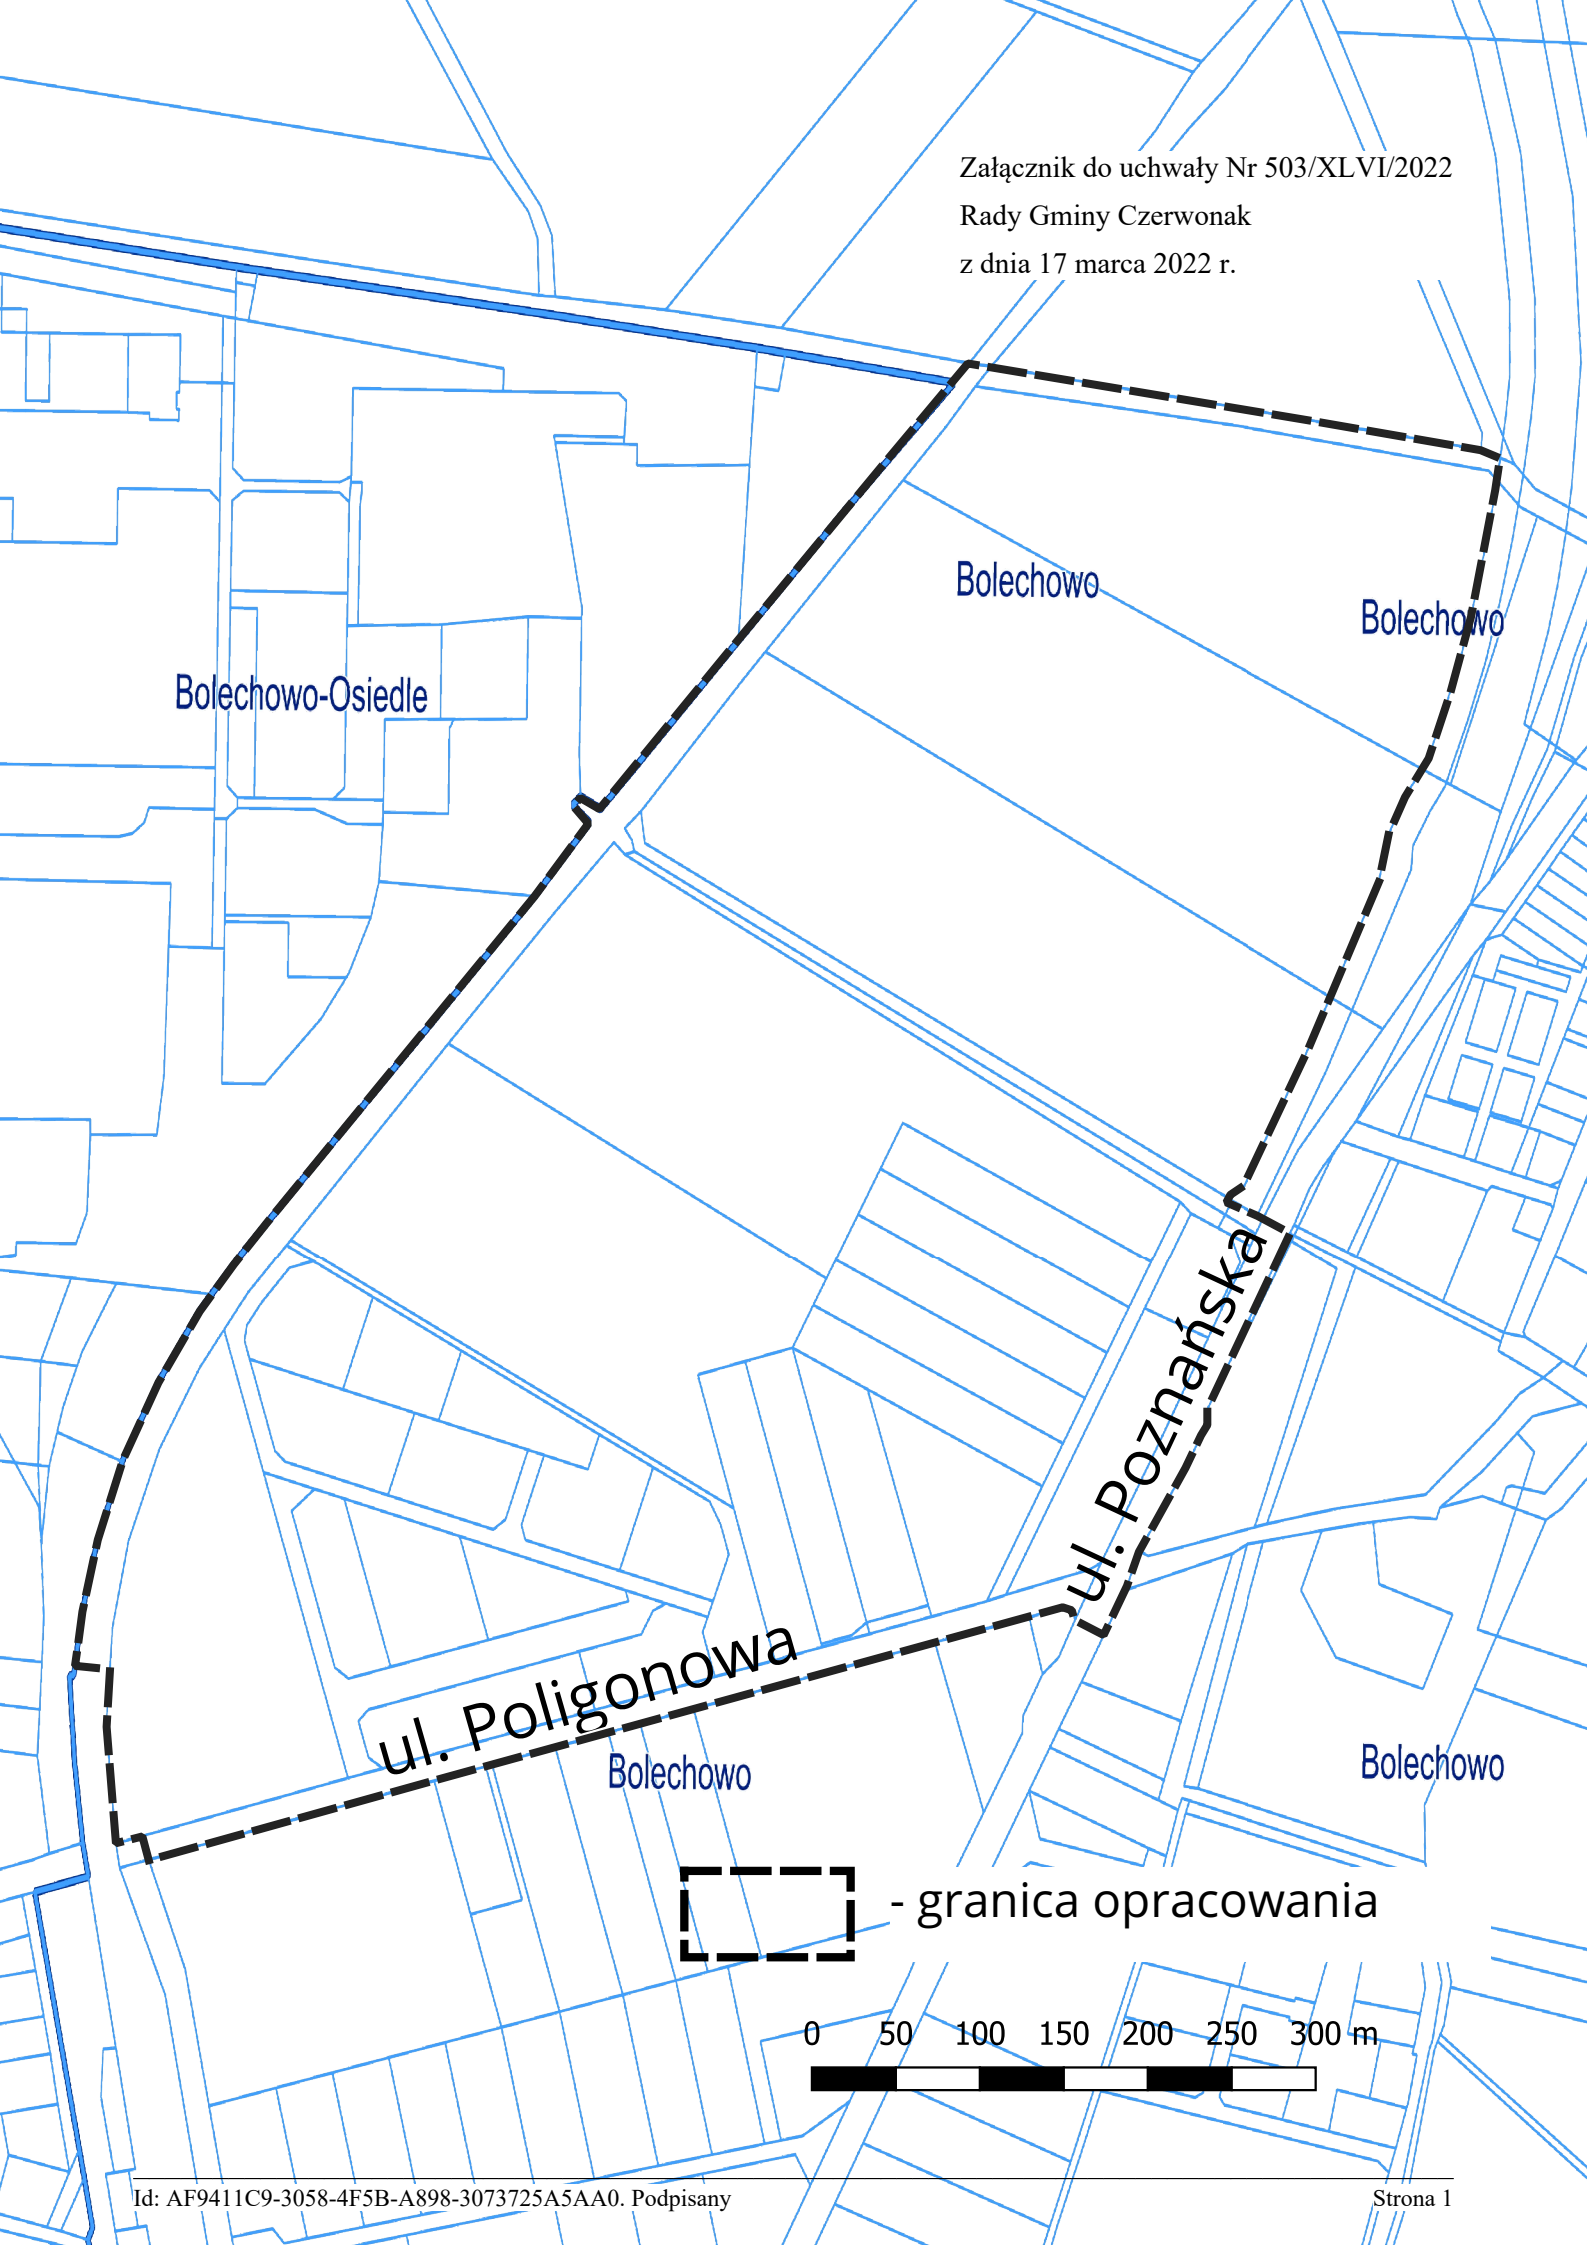 Załącznik do uchwały Nr 503/XLVI/2022
Rady Gminy Czerwonak
z dnia 17 marca 2022 r.
Bolechowo
Bolechowo
Bolechowo-Osiedle
ul. Poznańska
ul. Poligonowa
Bolechowo
Bolechowo
- granica opracowania
0 50 100 150 200 250 300 m
Id: AF9411C9-3058-4F5B-A898-3073725A5AA0. Podpisany Strona 1